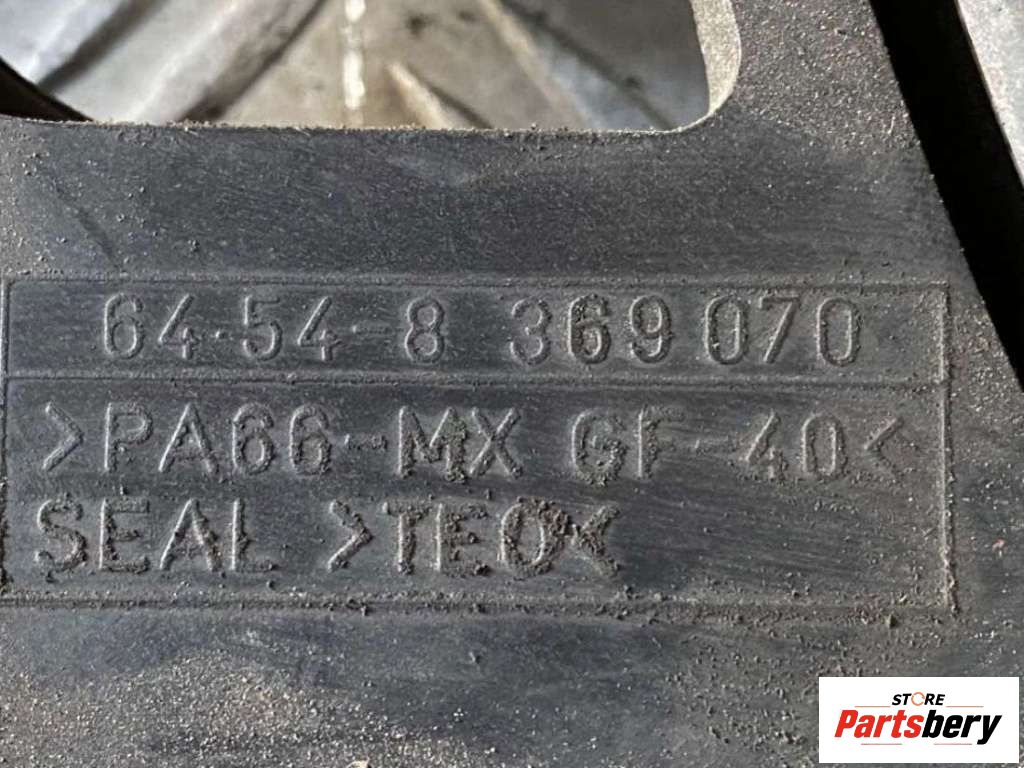 64·54-8 369 070
>PA66-MX GF-40<
SEAL >TEO<
STORE
Partsbery